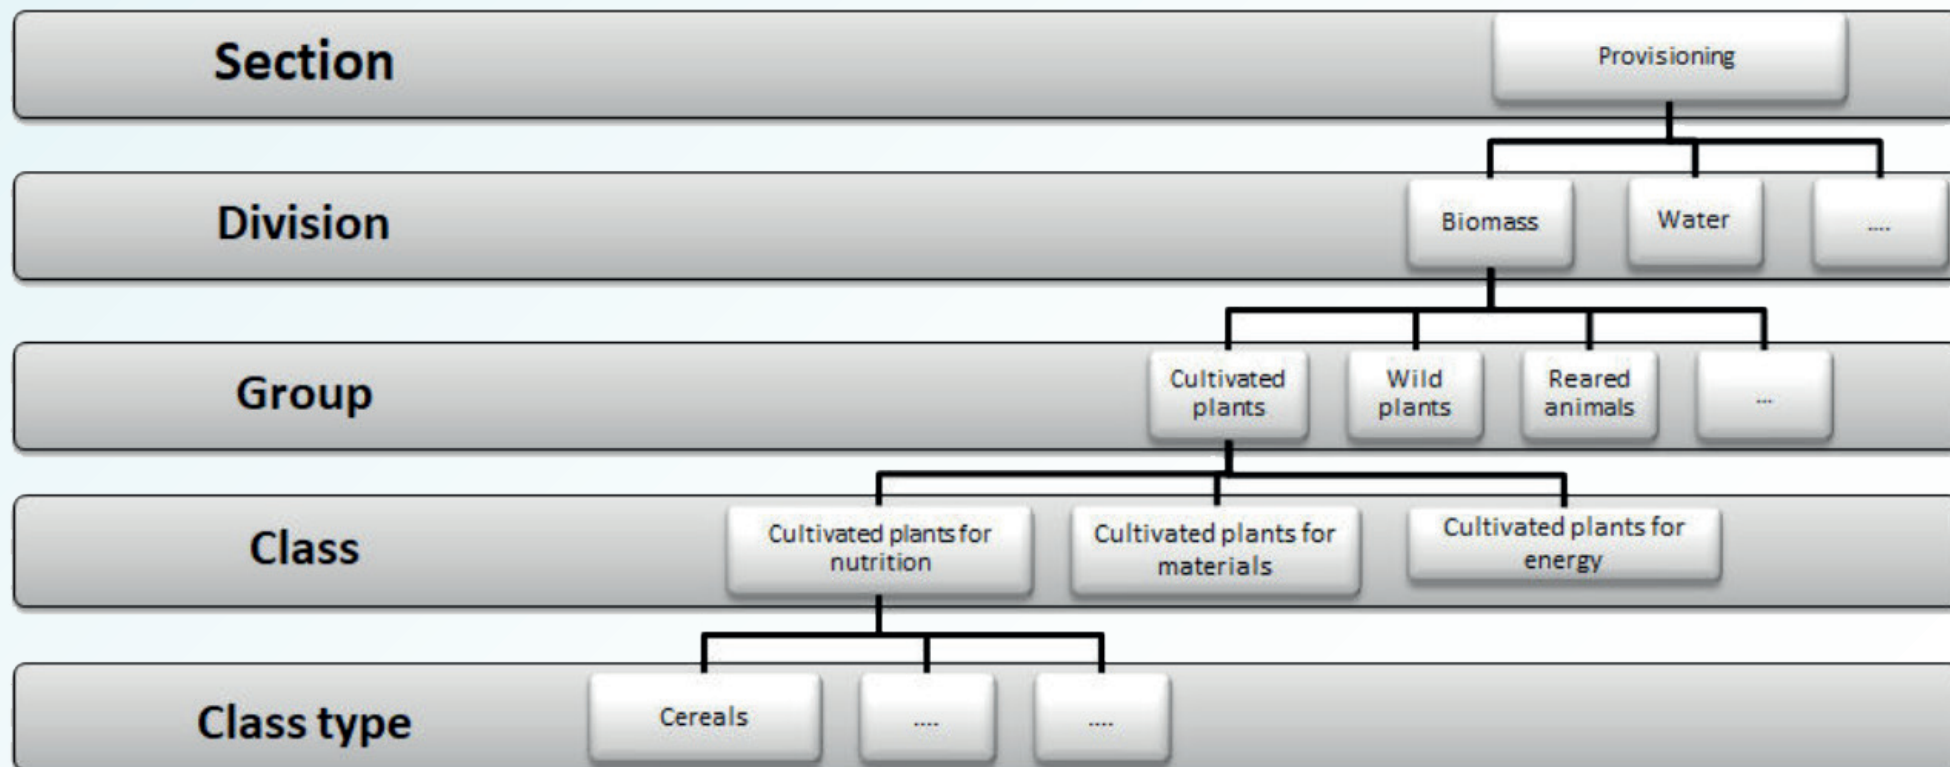 Section
Provisioning
Division
Biomass
Water
....
Group
Cultivated
plants
Wild
plants
Reared
animals
...
Class
Cultivated plants for
nutrition
Cultivated plants for
materials
Cultivated plants for
energy
Class type
Cereals
....
....